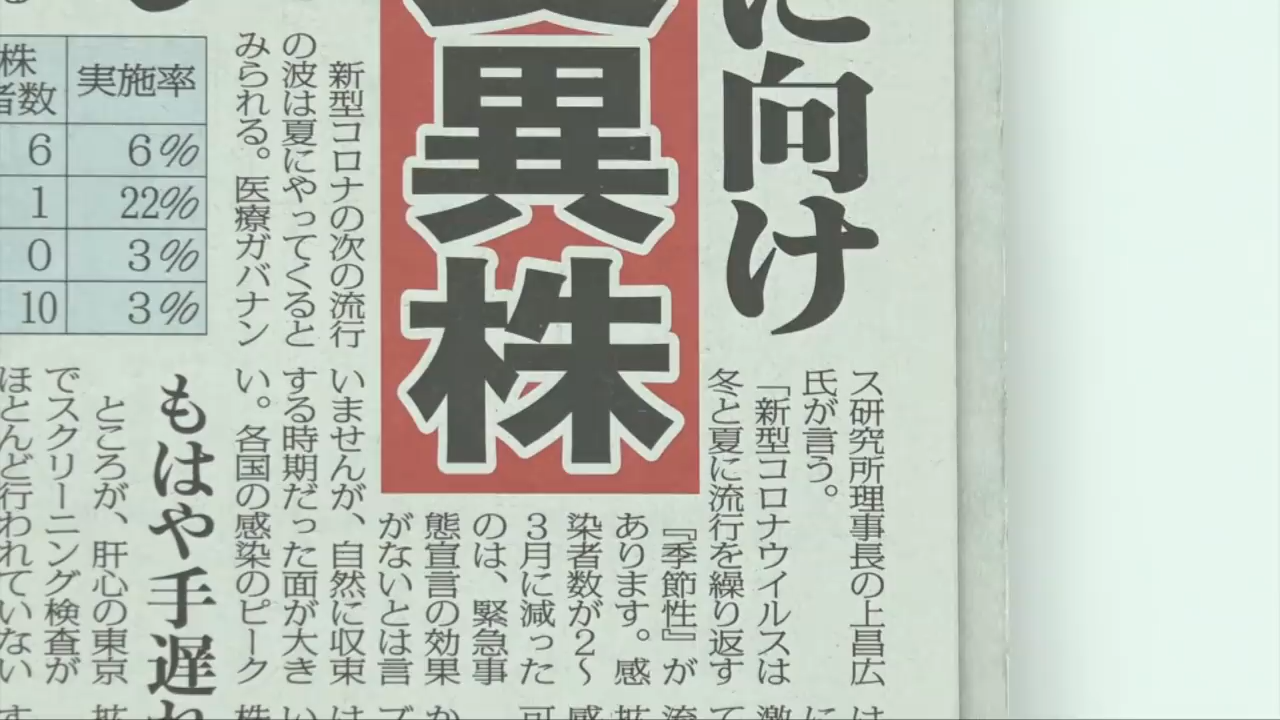 に向け
異株
新型コロナの次の流行
の波は夏にやってくると
みられる。医療ガバナン
ス研究所理事長の上昌広
氏が言う。
「新型コロナウイルスは
冬と夏に流行を繰り返す
『季節性』が
あります。感
染者数が2〜
3月に減った
のは、緊急事
態宣言の効果
がないとは言
いませんが、自然に収束
する時期だった面が大き
い。各国の感染のピーク
もはや手遅れ
ところが、肝心の東京
でスクリーニング検査が
ほとんど行われていない
株 実施率
者数
6 6%
1 22%
0 3%
10 3%